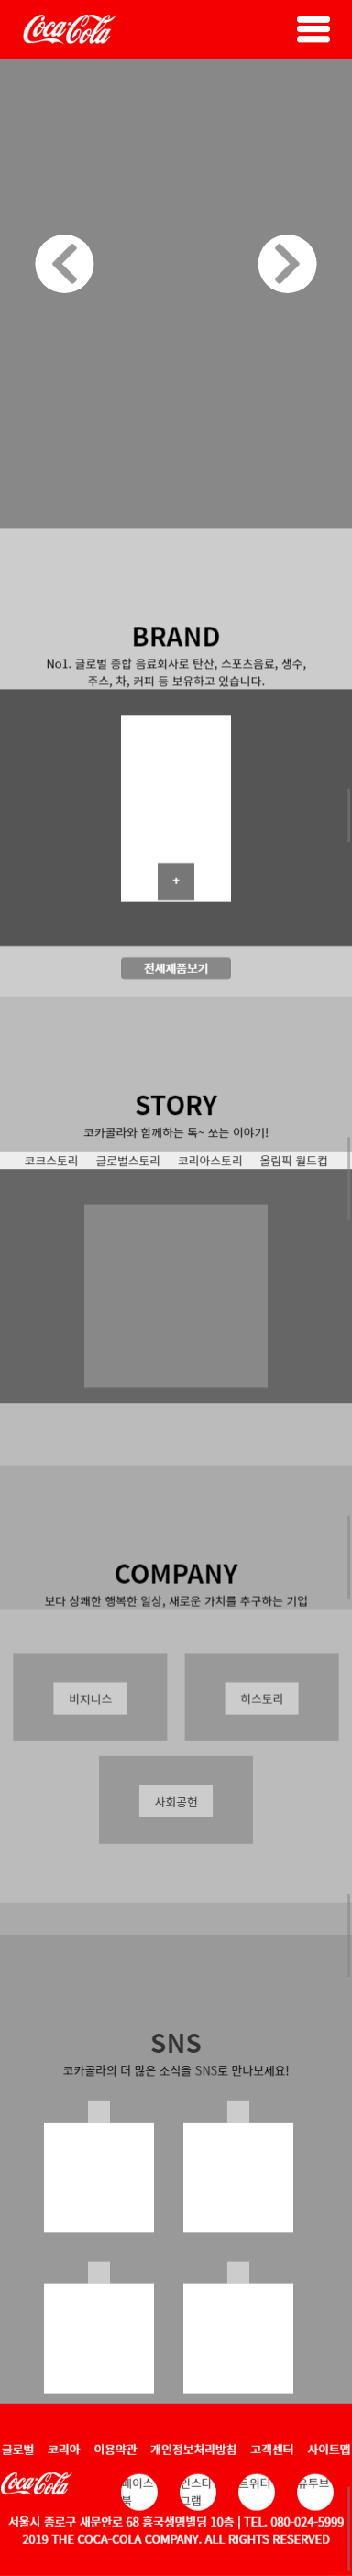 Coca-Cola
BRAND
No1. 글로벌 종합 음료회사로 탄산, 스포츠음료, 생수,
주스, 차, 커피 등 보유하고 있습니다.
+
전체제품보기
STORY
코카콜라와 함께하는 톡~ 쏘는 이야기!
코크스토리 글로벌스토리 코리아스토리 올림픽 월드컵
COMPANY
보다 상쾌한 행복한 일상, 새로운 가치를 추구하는 기업
비지니스 히스토리
사회공헌
SNS
코카콜라의 더 많은 소식을 SNS로 만나보세요!
글로벌 코리아 이용약관 개인정보처리방침 고객센터 사이트맵
Coca-Cola
페이스
북
인스타
그램
트위터
유투브
서울시 종로구 새문안로 68 흥국생명빌딩 10층 | TEL. 080-024-5999
2019 THE COCA-COLA COMPANY. ALL RIGHTS RESERVED